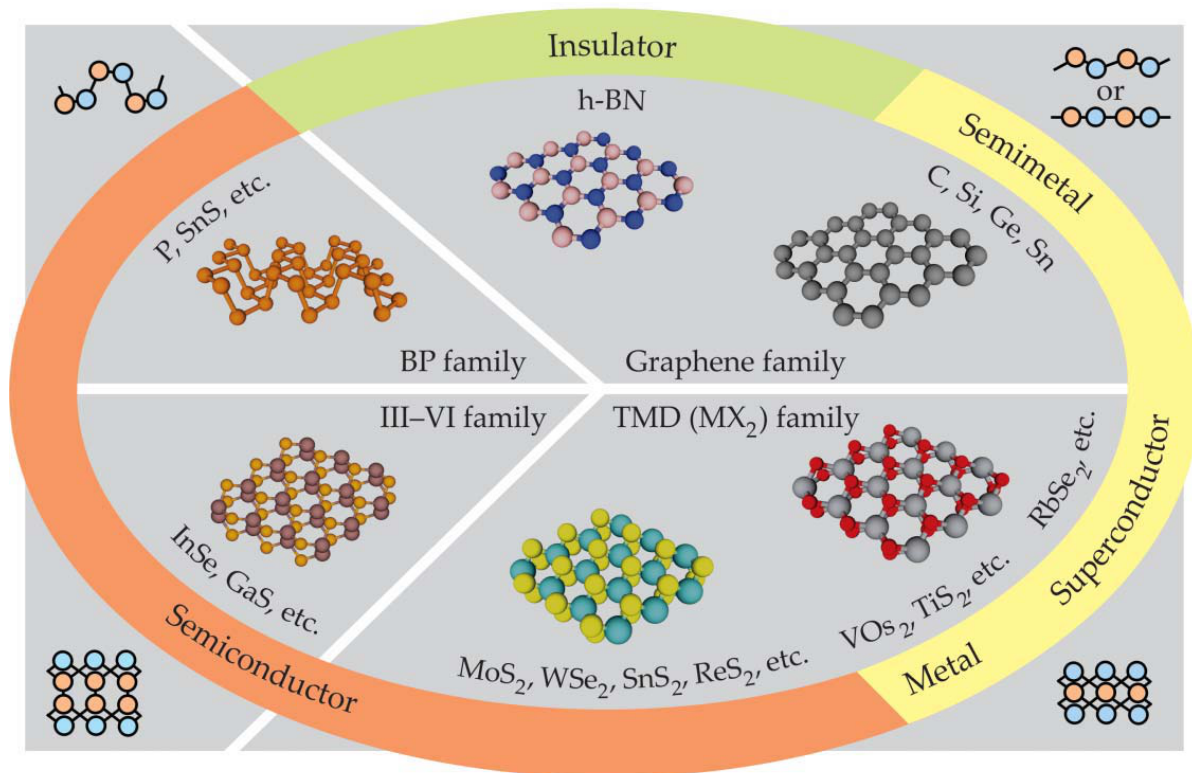 Insulator
or
h-BN
Semimetal
P, SnS, etc.
C, Si, Ge, Sn
BP family
Graphene family
III–VI family
TMD (MX₂) family
RbSe₂, etc.
InSe, GaS, etc.
Superconductor
VOs₂, TiS₂, etc.
Semiconductor
MoS₂, WSe₂, SnS₂, ReS₂, etc.
Metal